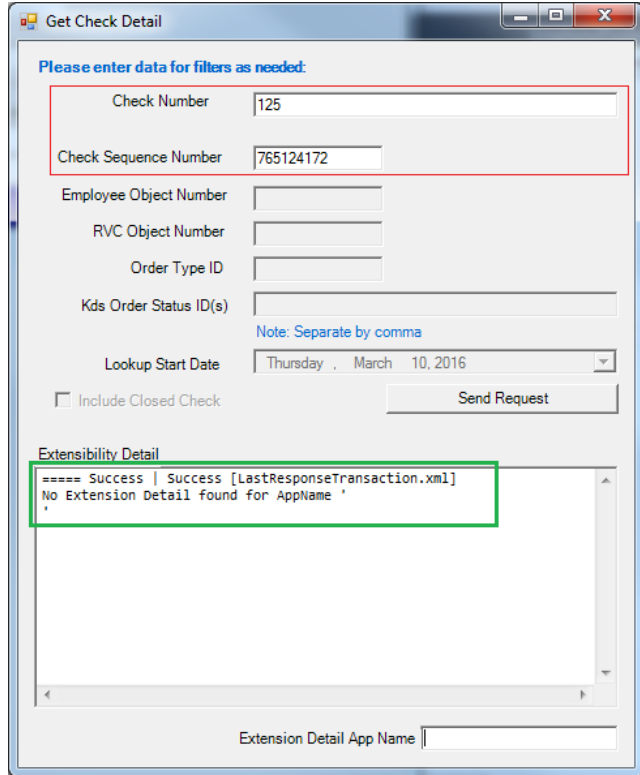 Get Check Detail
Please enter data for filters as needed:
Check Number 125
Check Sequence Number 765124172
Employee Object Number
RVC Object Number
Order Type ID
Kds Order Status ID(s)
Note: Separate by comma
Lookup Start Date Thursday , March 10, 2016
Include Closed Check Send Request
Extensibility Detail
===== Success | Success [LastResponseTransaction.xml]
No Extension Detail found for AppName '
'
Extension Detail App Name